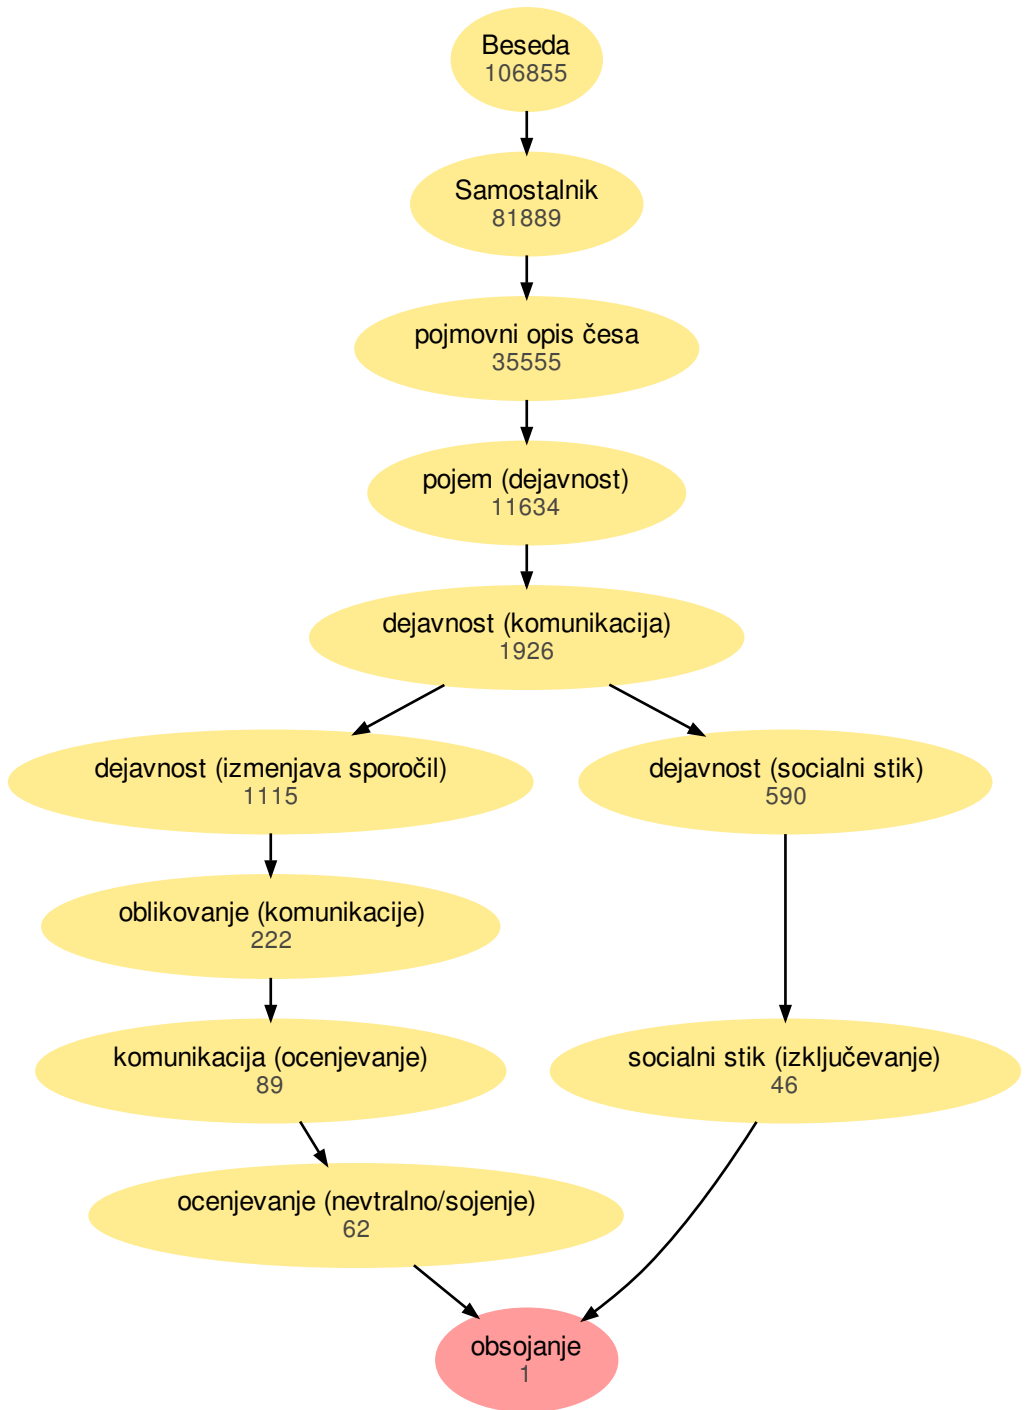 Beseda
106855
Samostalnik
81889
pojmovni opis česa
35555
pojem (dejavnost)
11634
dejavnost (komunikacija)
1926
dejavnost (izmenjava sporočil)
1115
dejavnost (socialni stik)
590
oblikovanje (komunikacije)
222
komunikacija (ocenjevanje)
89
socialni stik (izključevanje)
46
ocenjevanje (nevtralno/sojenje)
62
obsojanje
1